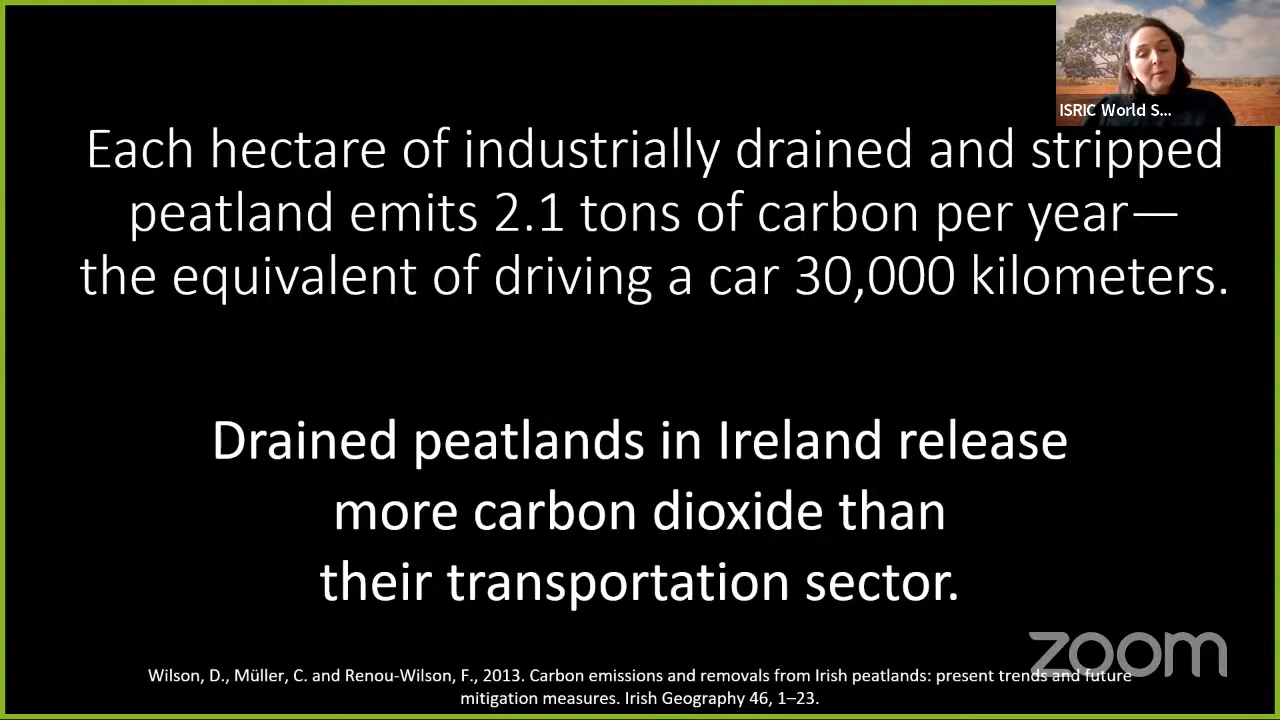 ISRIC World S...
Each hectare of industrially drained and stripped
peatland emits 2.1 tons of carbon per year—
the equivalent of driving a car 30,000 kilometers.
Drained peatlands in Ireland release
more carbon dioxide than
their transportation sector.
zoom
Wilson, D., Müller, C. and Renou-Wilson, F., 2013. Carbon emissions and removals from Irish peatlands: present trends and future
mitigation measures. Irish Geography 46, 1–23.